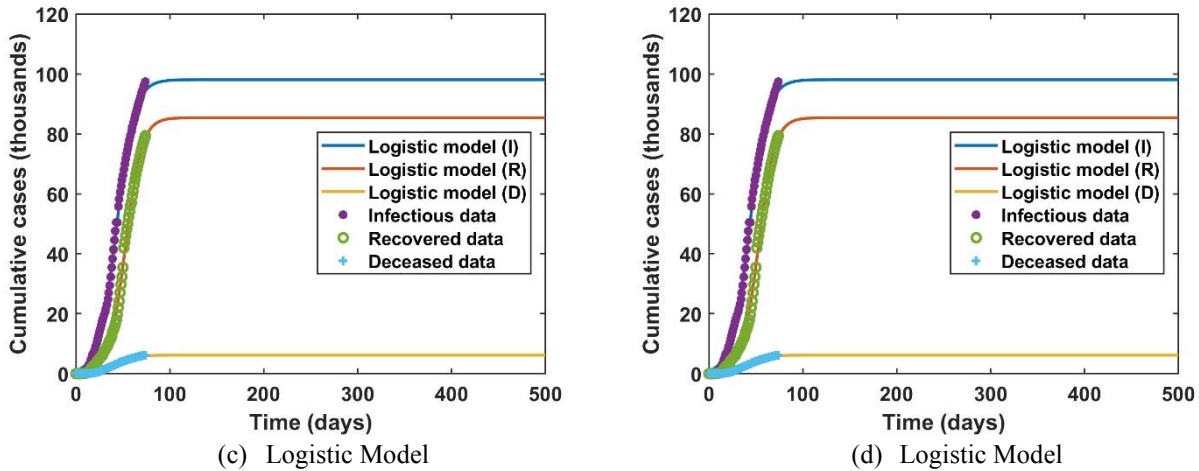 120
100
80
60
40
20
0
Cumulative cases (thousands)
Logistic model (I)
Logistic model (R)
Logistic model (D)
Infectious data
Recovered data
Deceased data
0 100 200 300 400 500
Time (days)
(c) Logistic Model
120
100
80
60
40
20
0
Cumulative cases (thousands)
Logistic model (I)
Logistic model (R)
Logistic model (D)
Infectious data
Recovered data
Deceased data
0 100 200 300 400 500
Time (days)
(d) Logistic Model